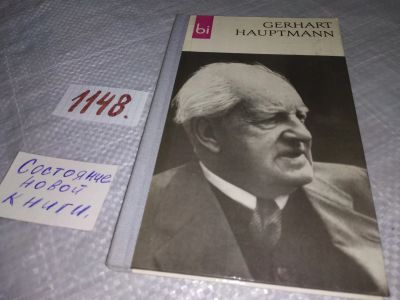 bi
GERHART
HAUPTMANN
1148.
Состояние
новой
книги.